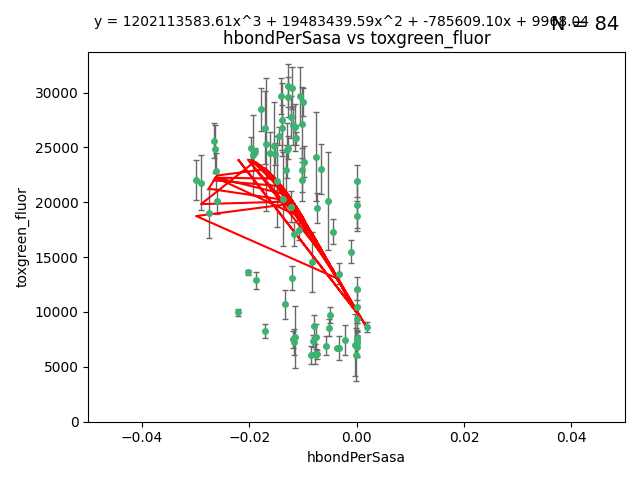 y = 1202113583.61x^3 + 19483439.59x^2 + -785609.10x + 9968.04
N = 84
hbondPerSasa vs toxgreen_fluor
30000
25000
20000
15000
10000
5000
0
toxgreen_fluor
−0.04
−0.02
0.00
0.02
0.04
hbondPerSasa